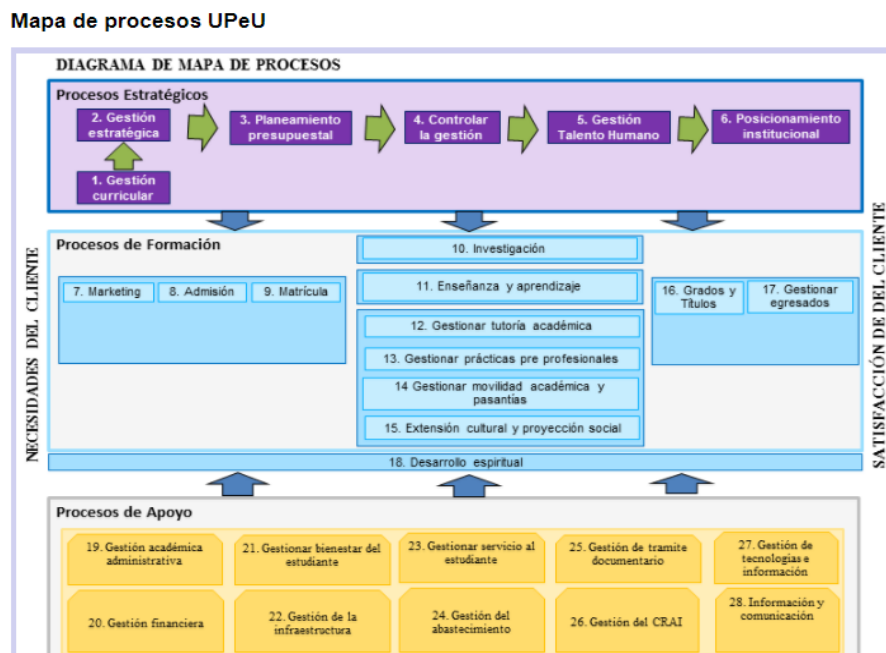 Mapa de procesos UPeU
DIAGRAMA DE MAPA DE PROCESOS
Procesos Estratégicos
2. Gestión
estratégica
3. Planeamiento
presupuestal
4. Controlar
la gestión
5. Gestión
Talento Humano
6. Posicionamiento
institucional
1. Gestión
curricular
NECESIDADES DEL CLIENTE
Procesos de Formación
7. Marketing
8. Admisión
9. Matrícula
10. Investigación
11. Enseñanza y aprendizaje
12. Gestionar tutoría académica
13. Gestionar prácticas pre profesionales
14 Gestionar movilidad académica y
pasantías
15. Extensión cultural y proyección social
16. Grados y
Títulos
17. Gestionar
egresados
SATISFACCIÓN DE DEL CLIENTE
18. Desarrollo espiritual
Procesos de Apoyo
19. Gestión académica
administrativa
21. Gestionar bienestar del
estudiante
23. Gestionar servicio al
estudiante
25. Gestión de tramite
documentario
27. Gestión de
tecnologias e
información
20. Gestión financiera
22. Gestión de la
infraestructura
24. Gestión del
abastecimiento
26. Gestión del CRAI
28. Información y
comunicación